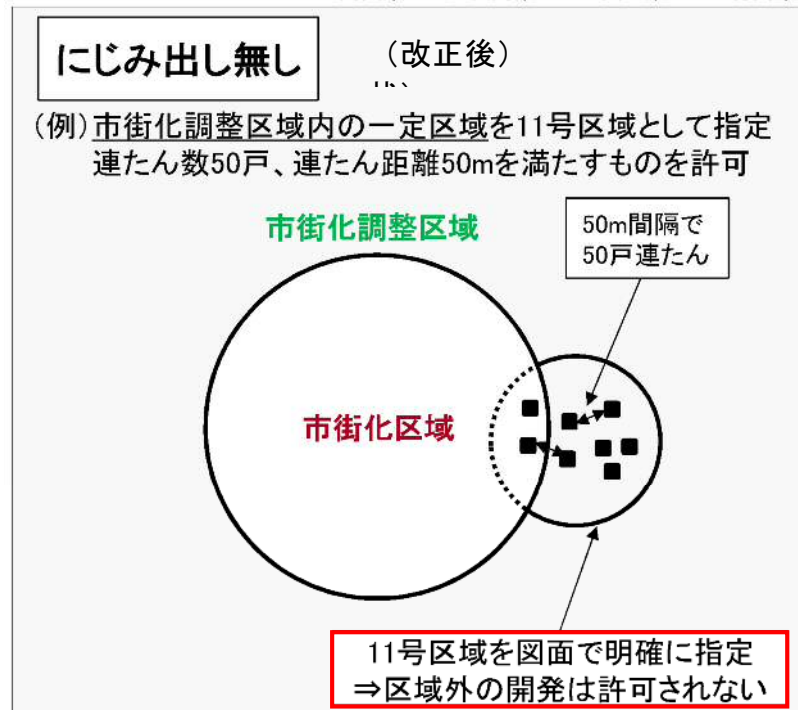 にじみ出し無し
（改正後）
（例）市街化調整区域内の一定区域を11号区域として指定
連たん数50戸、連たん距離50mを満たすものを許可
市街化調整区域
50m間隔で
50戸連たん
市街化区域
11号区域を図面で明確に指定
⇒区域外の開発は許可されない